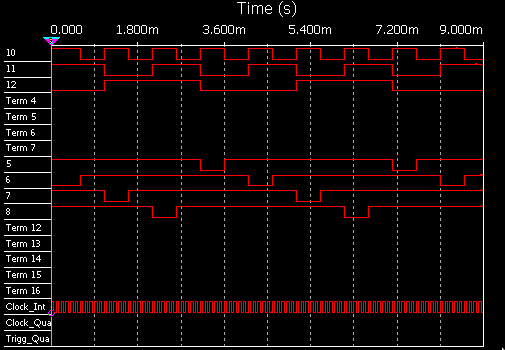 Time (s)
0.000 1.800m 3.600m 5.400m 7.200m 9.000m
10
11
12
Term 4
Term 5
Term 6
Term 7
5
6
7
8
Term 12
Term 13
Term 14
Term 15
Term 16
Clock_Int
Clock_Qua
Trigg_Qua